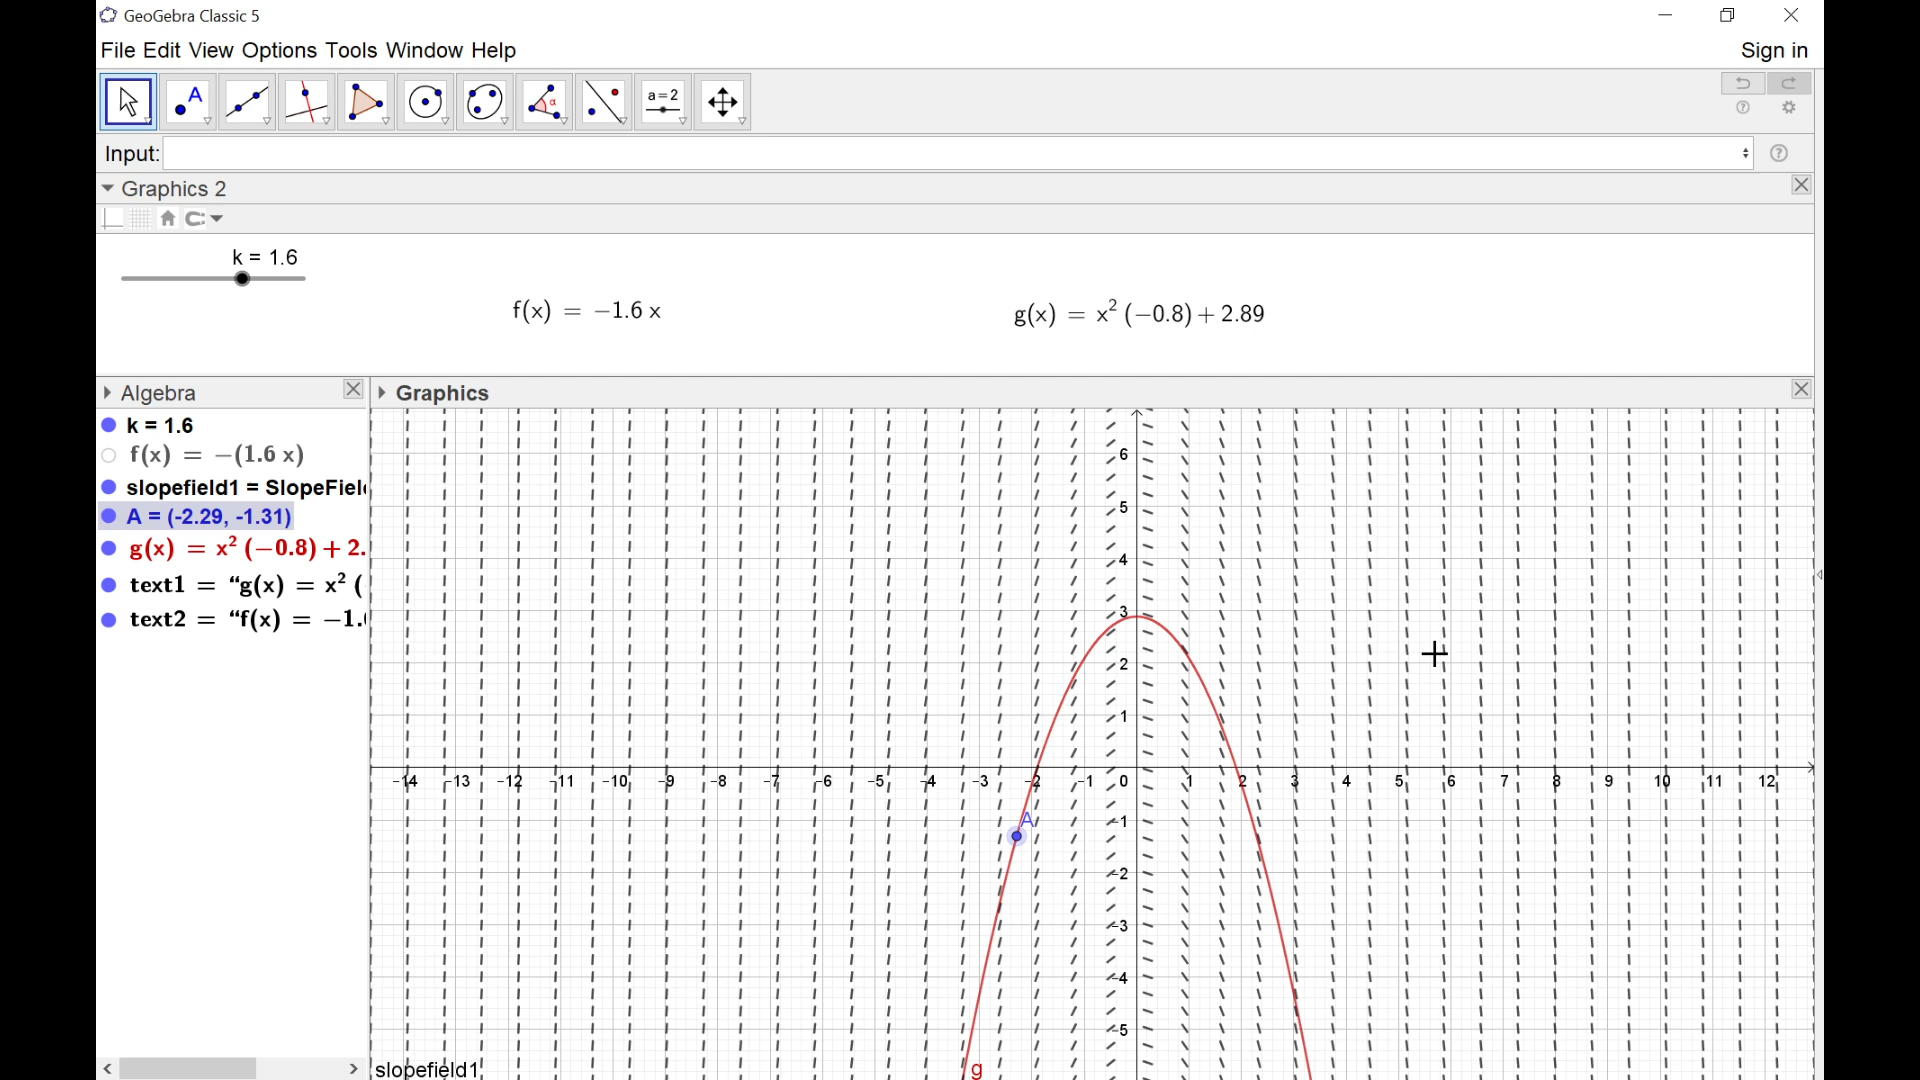 GeoGebra Classic 5
File Edit View Options Tools Window Help
Sign in
A
α
a=2
Input:
Graphics 2
k = 1.6
f(x) = −1.6 x
g(x) = x² (−0.8) + 2.89
Algebra
Graphics
k = 1.6
f(x) = −(1.6 x)
slopefield1 = SlopeFiel
A = (-2.29, -1.31)
g(x) = x² (−0.8) + 2.
text1 = “g(x) = x² (
text2 = “f(x) = −1.
6
5
4
3
2
1
-14 -13 -12 -11 -10 -9 -8 -7 -6 -5 -4 -3 -2 -1 0 1 2 3 4 5 6 7 8 9 10 11 12
A
-1
-2
-3
-4
-5
slopefield1
g